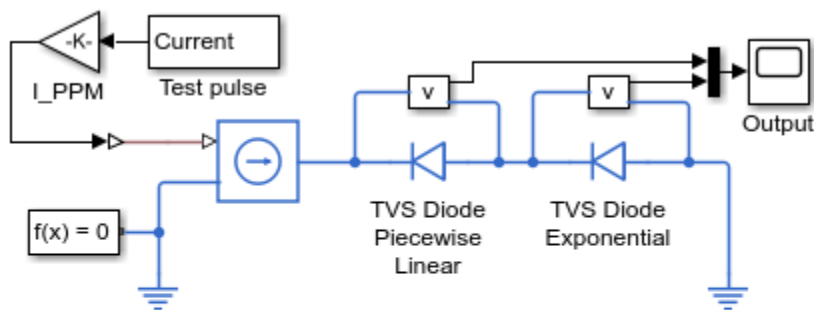 -K-
Current
I_PPM
Test pulse
v
v
Output
TVS Diode
Piecewise
Linear
TVS Diode
Exponential
f(x) = 0